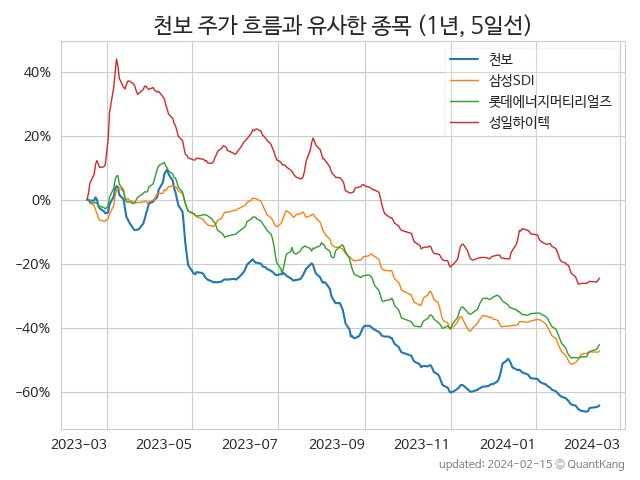 천보 주가 흐름과 유사한 종목 (1년, 5일선)
천보
삼성SDI
롯데에너지머티리얼즈
성일하이텍
40%
20%
0%
−20%
−40%
−60%
2023-03 2023-05 2023-07 2023-09 2023-11 2024-01 2024-03
updated: 2024-02-15 © QuantKang